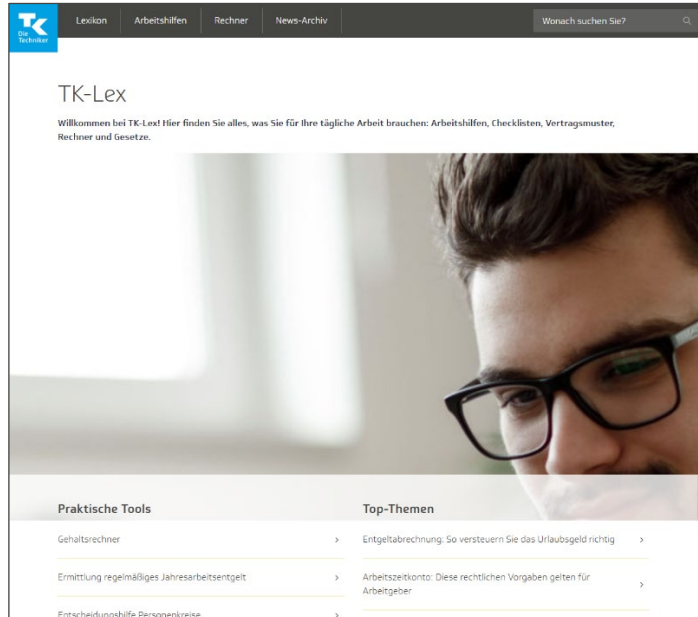 TK
Die
Techniker
Lexikon
Arbeitshilfen
Rechner
News-Archiv
Wonach suchen Sie?
TK-Lex
Willkommen bei TK-Lex! Hier finden Sie alles, was Sie für Ihre tägliche Arbeit brauchen: Arbeitshilfen, Checklisten, Vertragsmuster,
Rechner und Gesetze.
Praktische Tools
Gehaltsrechner
Ermittlung regelmäßiges Jahresarbeitsentgelt
Entscheidungshilfe Personenkreise
Top-Themen
Entgeltabrechnung: So versteuern Sie das Urlaubsgeld richtig
Arbeitszeitkonto: Diese rechtlichen Vorgaben gelten für
Arbeitgeber